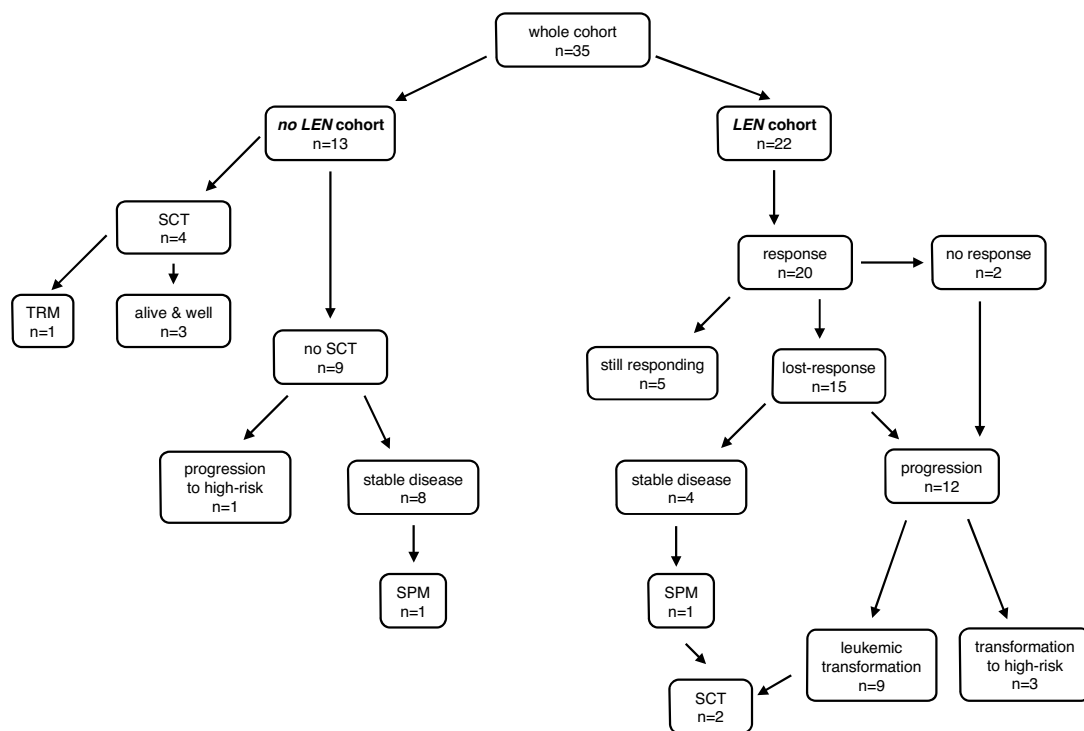 whole cohort
n=35
no LEN cohort
n=13
LEN cohort
n=22
SCT
n=4
response
n=20
no response
n=2
TRM
n=1
alive & well
n=3
no SCT
n=9
still responding
n=5
lost-response
n=15
progression
to high-risk
n=1
stable disease
n=8
stable disease
n=4
progression
n=12
SPM
n=1
SPM
n=1
leukemic
transformation
n=9
transformation
to high-risk
n=3
SCT
n=2